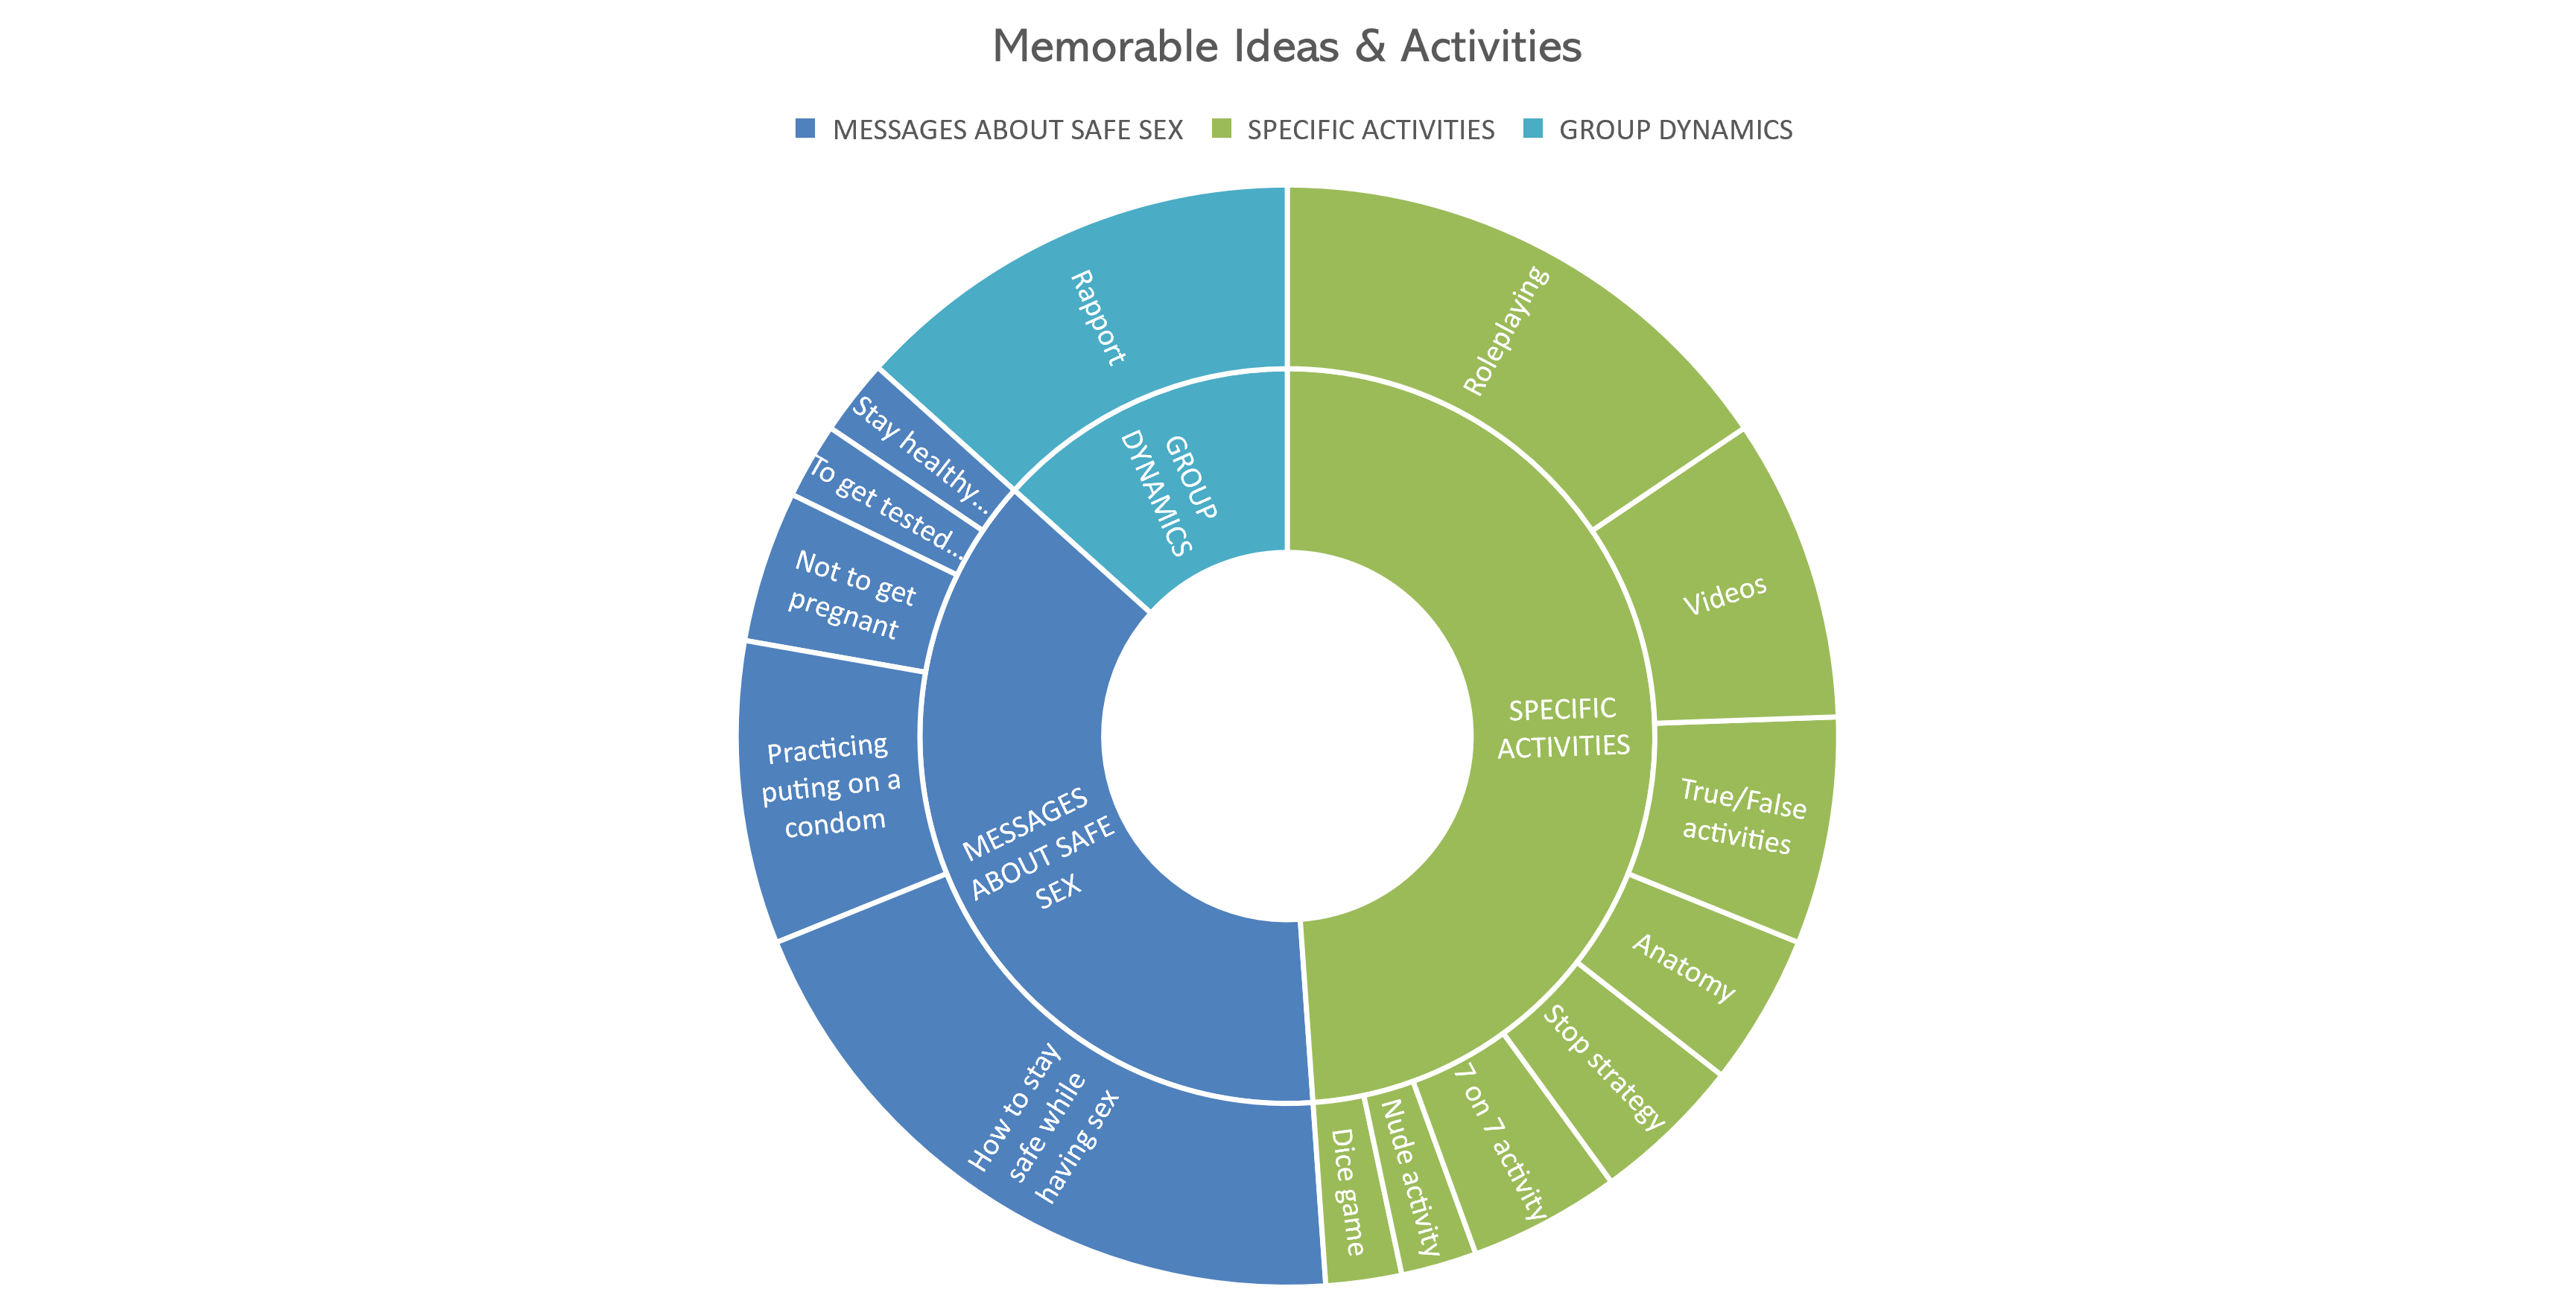 Memorable Ideas & Activities
MESSAGES ABOUT SAFE SEX SPECIFIC ACTIVITIES GROUP DYNAMICS
Roleplaying
Videos
True/False
activities
Anatomy
Stop strategy
7 on 7 activity
Nude activity
Dice game
SPECIFIC
ACTIVITIES
How to stay
safe while
having sex
Practicing
puting on a
condom
Not to get
pregnant
To get tested...
Stay healthy...
MESSAGES
ABOUT SAFE
SEX
Rapport
GROUP
DYNAMICS